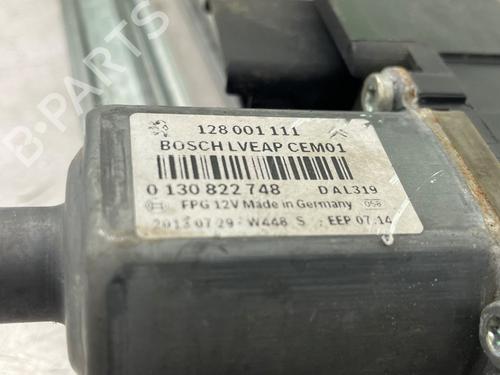 128 001 111
BOSCH LVEAP CEM01
0 130 822 748 D AL319
FPG 12V Made in Germany 058
2013 07 29 W448 S EEP 07.14
B-PARTS